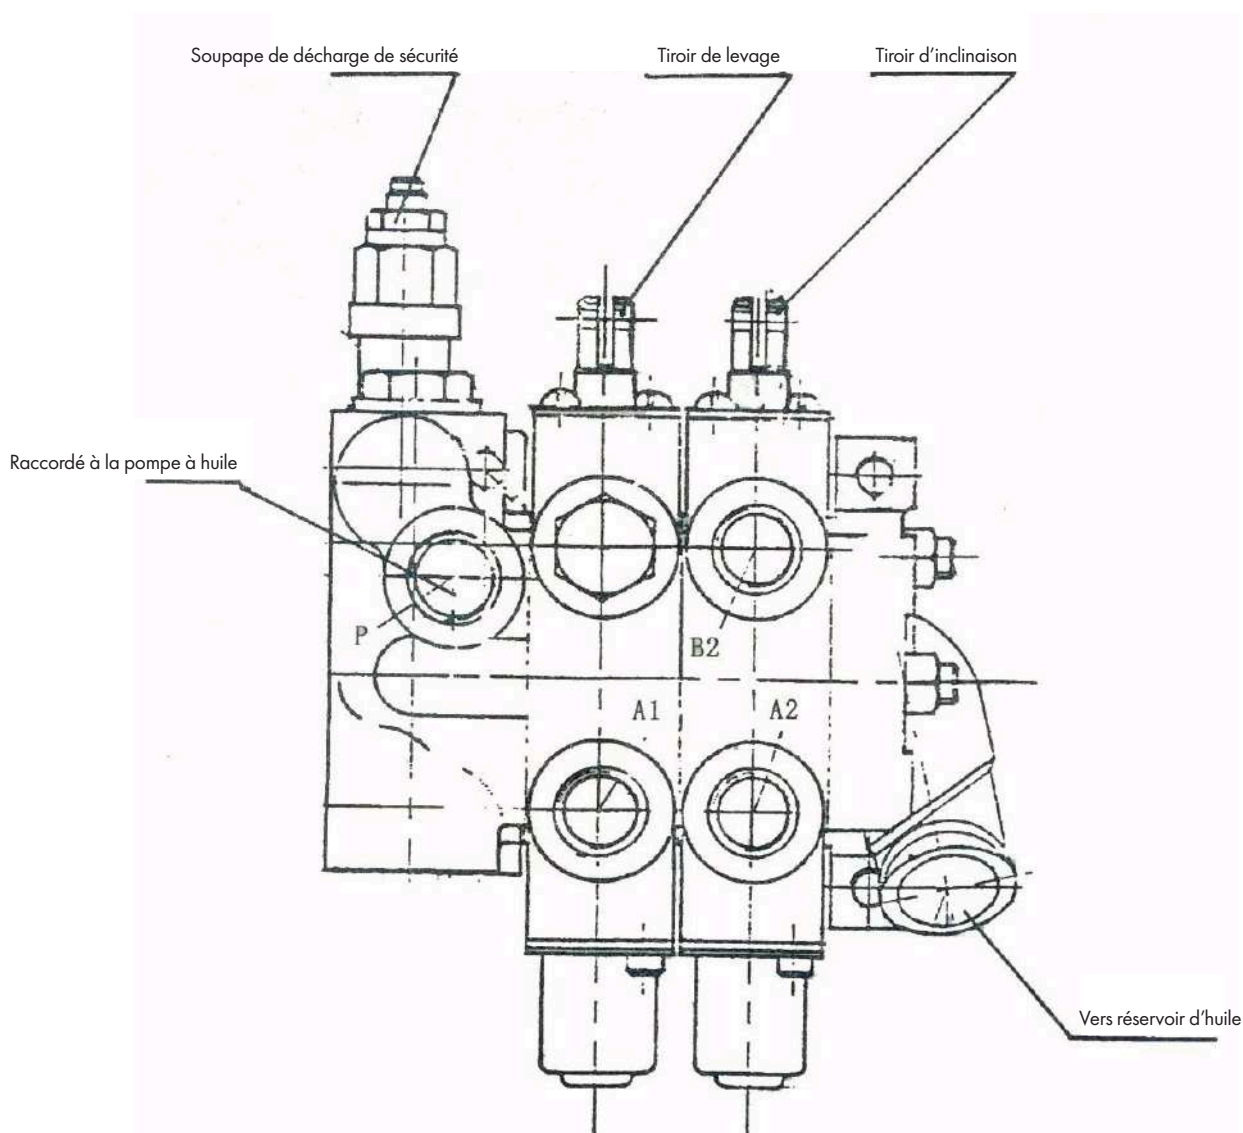 Soupape de décharge de sécurité
Tiroir de levage
Tiroir d’inclinaison
Raccordé à la pompe à huile
P
B2
A1
A2
Vers réservoir d’huile